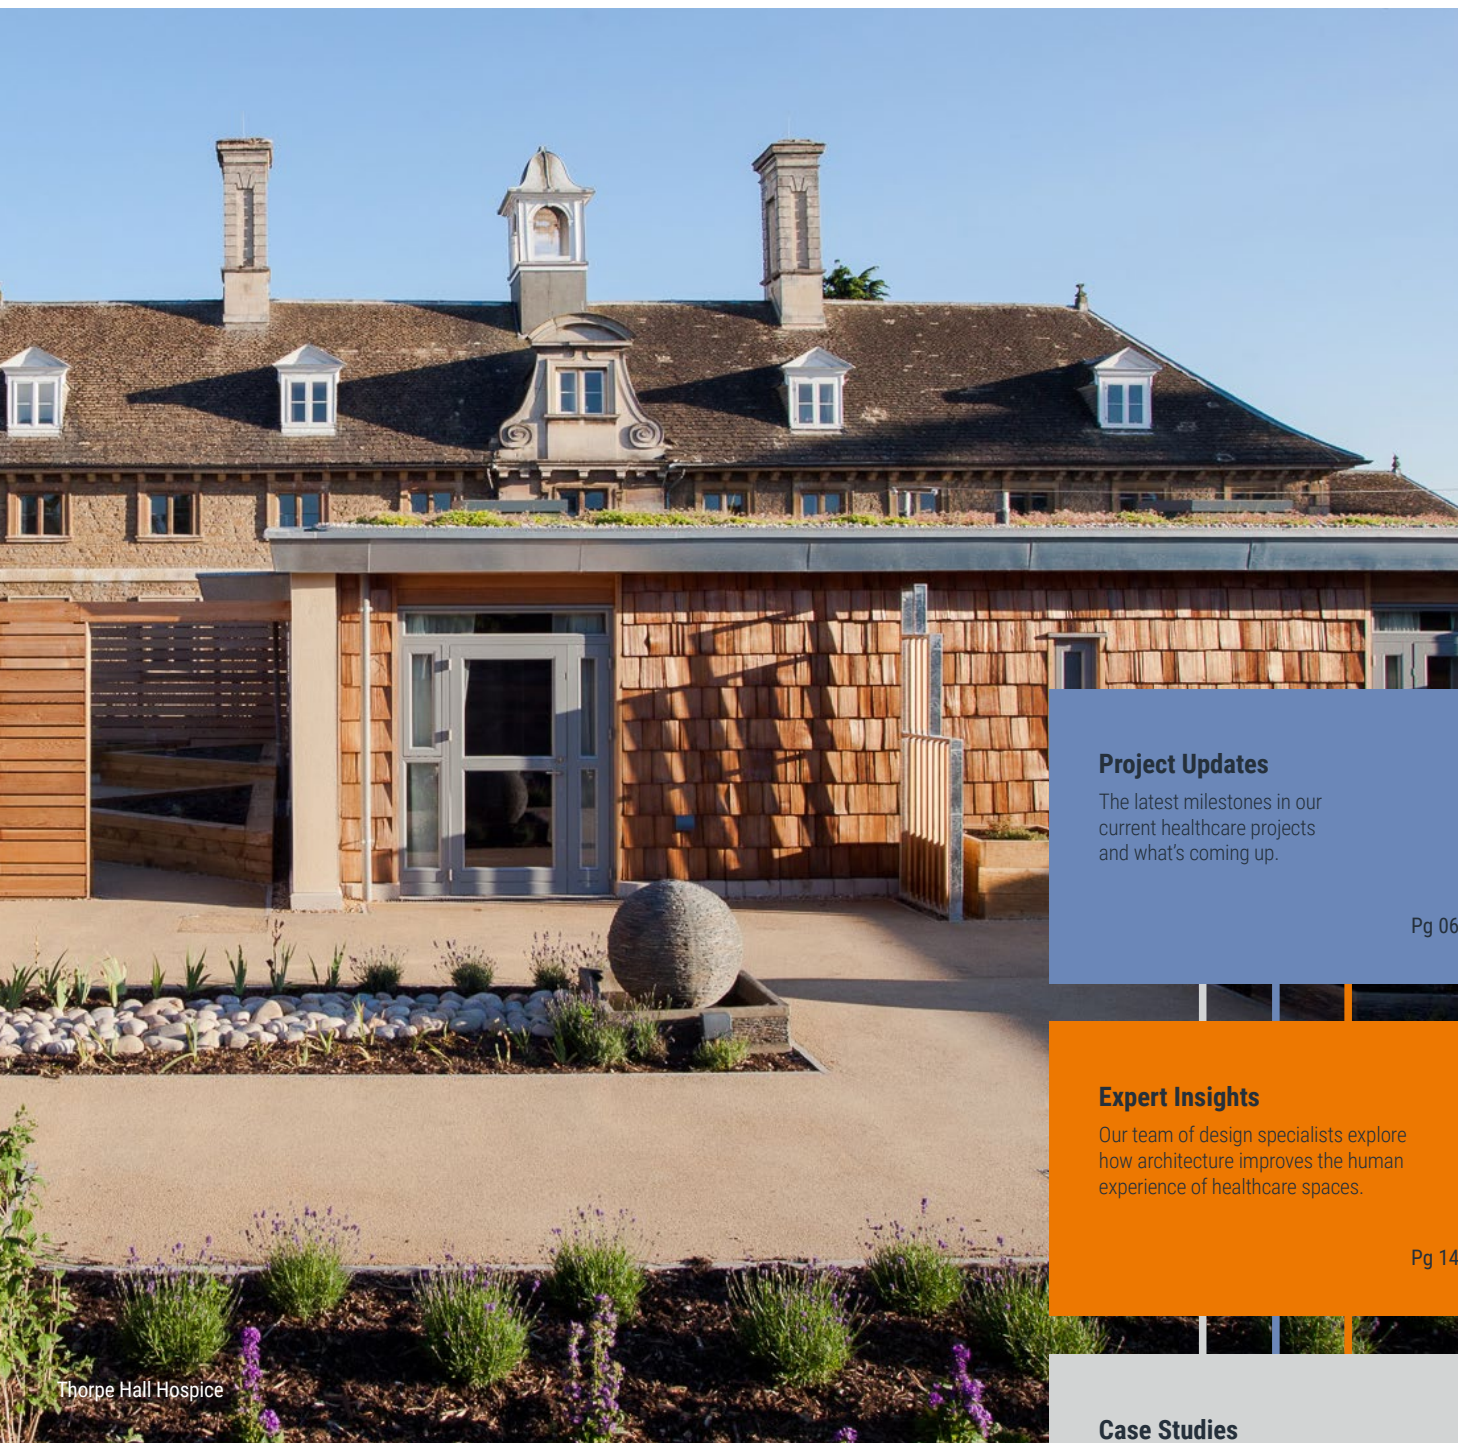 Project Updates
The latest milestones in our
current healthcare projects
and what's coming up.
Pg 06
Expert Insights
Our team of design specialists explore
how architecture improves the human
experience of healthcare spaces.
Pg 14
Thorpe Hall Hospice
Case Studies